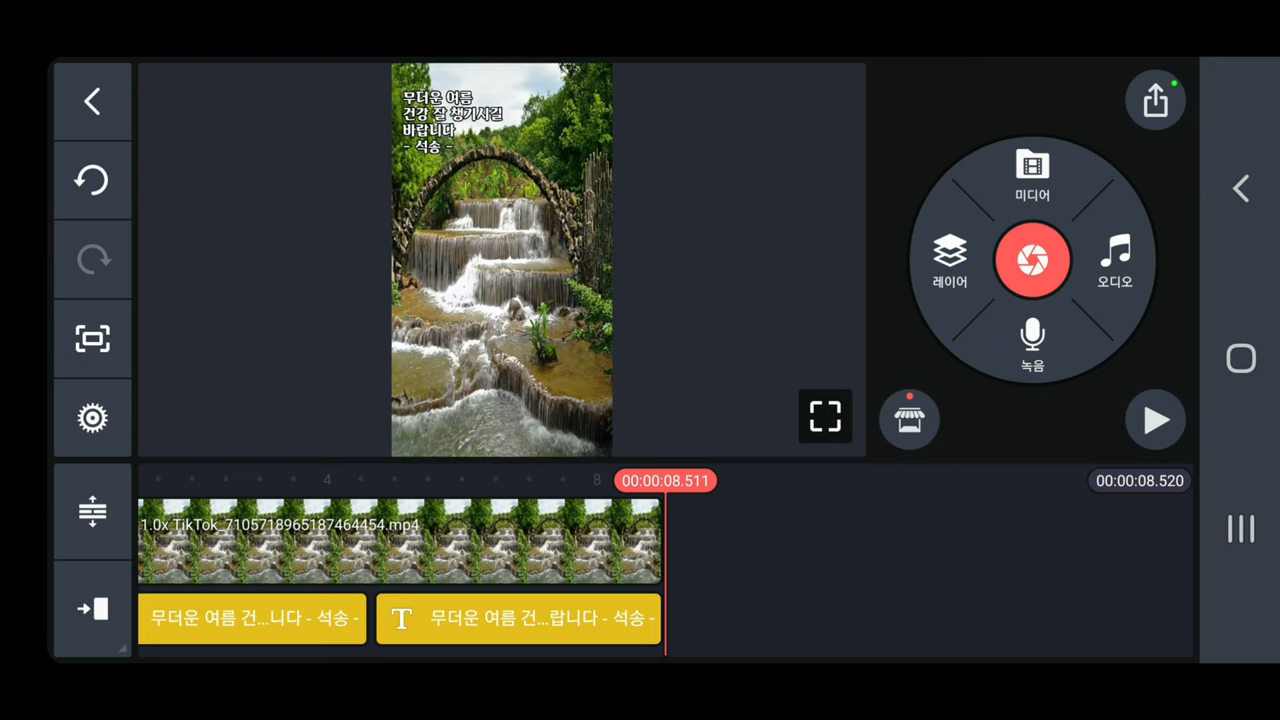 무더운 여름
건강 잘 챙기시길
바랍니다
- 석송 -
미디어
레이어
오디오
녹음
4
8
00:00:08.511
00:00:08.520
1.0x TikTok_7105718965187464454.mp4
무더운 여름 건...니다 - 석송 -
T 무더운 여름 건...랍니다 - 석송 -